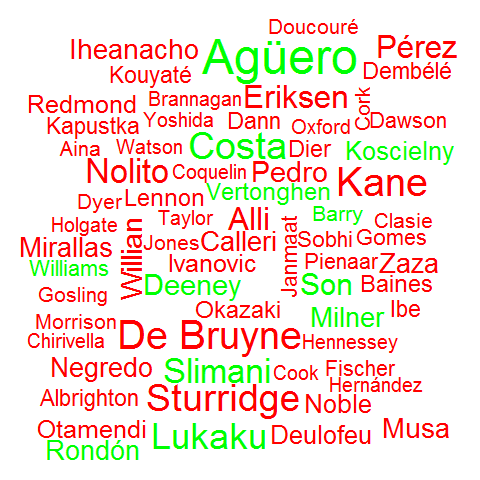 Doucouré
Iheanacho Agüero Pérez
Kouyaté Dembélé
Redmond Brannagan Eriksen Cork
Kapustka Yoshida Dann Oxford Dawson
Aina Watson Costa Dier Koscielny
Nolito Coquelin Pedro Kane
Dyer Lennon Vertonghen
Holgate Taylor Alli Barry Clasie
Mirallas Willian Jones Calleri Janmaat Sobhi Gomes
Williams Ivanovic Pienaar Zaza
Gosling Deeney Son Baines
Morrison Okazaki Milner Ibe
Chirivella De Bruyne Hennessey
Negredo Slimani Cook Fischer
Albrighton Sturridge Noble Hernández
Otamendi Lukaku Deulofeu Musa
Rondón